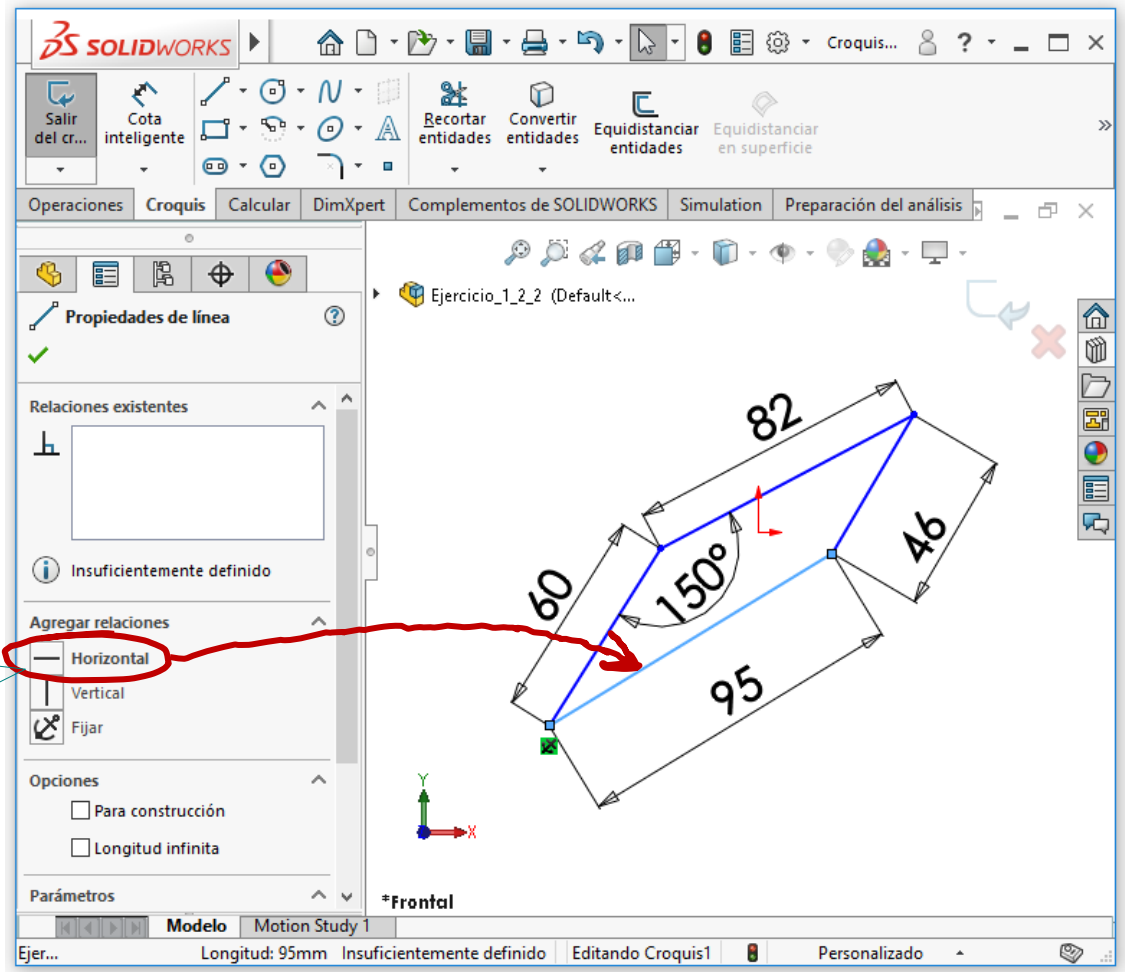 SOLIDWORKS
Croquis...
?
Salir
del cr...
Cota
inteligente
Recortar
entidades
Convertir
entidades
Equidistanciar
entidades
Equidistanciar
en superficie
»
Operaciones
Croquis
Calcular
DimXpert
Complementos de SOLIDWORKS
Simulation
Preparación del análisis
Propiedades de línea
?
Relaciones existentes
Insuficientemente definido
Agregar relaciones
Horizontal
Vertical
Fijar
Opciones
Para construcción
Longitud infinita
Parámetros
Ejercicio_1_2_2 (Default<...
82
46
60
150°
95
Y
X
*Frontal
Modelo
Motion Study 1
Ejer...
Longitud: 95mm
Insuficientemente definido
Editando Croquis1
Personalizado